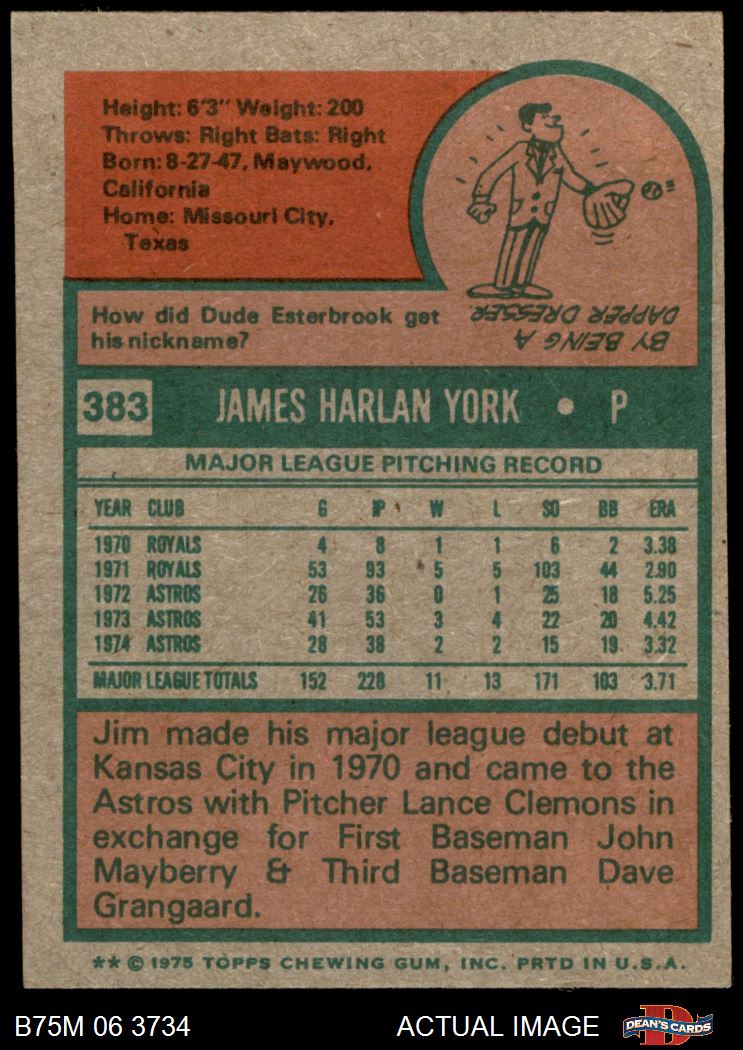 Height: 6'3" Weight: 200
Throws: Right Bats: Right
Born: 8-27-47, Maywood,
California
Home: Missouri City,
Texas
How did Dude Esterbrook get
his nickname?
BY BEING A
DAPPER DRESSER
383 JAMES HARLAN YORK • P
MAJOR LEAGUE PITCHING RECORD
YEAR CLUB G IP W L SO BB ERA
1970 ROYALS 4 8 1 1 6 2 3.38
1971 ROYALS 53 93 5 5 103 44 2.90
1972 ASTROS 26 36 0 1 25 18 5.25
1973 ASTROS 41 53 3 4 22 20 4.42
1974 ASTROS 28 38 2 2 15 19 3.32
MAJOR LEAGUE TOTALS 152 228 11 13 171 103 3.71
Jim made his major league debut at
Kansas City in 1970 and came to the
Astros with Pitcher Lance Clemons in
exchange for First Baseman John
Mayberry & Third Baseman Dave
Grangaard.
** © 1975 TOPPS CHEWING GUM, INC. PRTD IN U.S.A.
B75M 06 3734 ACTUAL IMAGE D DEAN'S CARDS